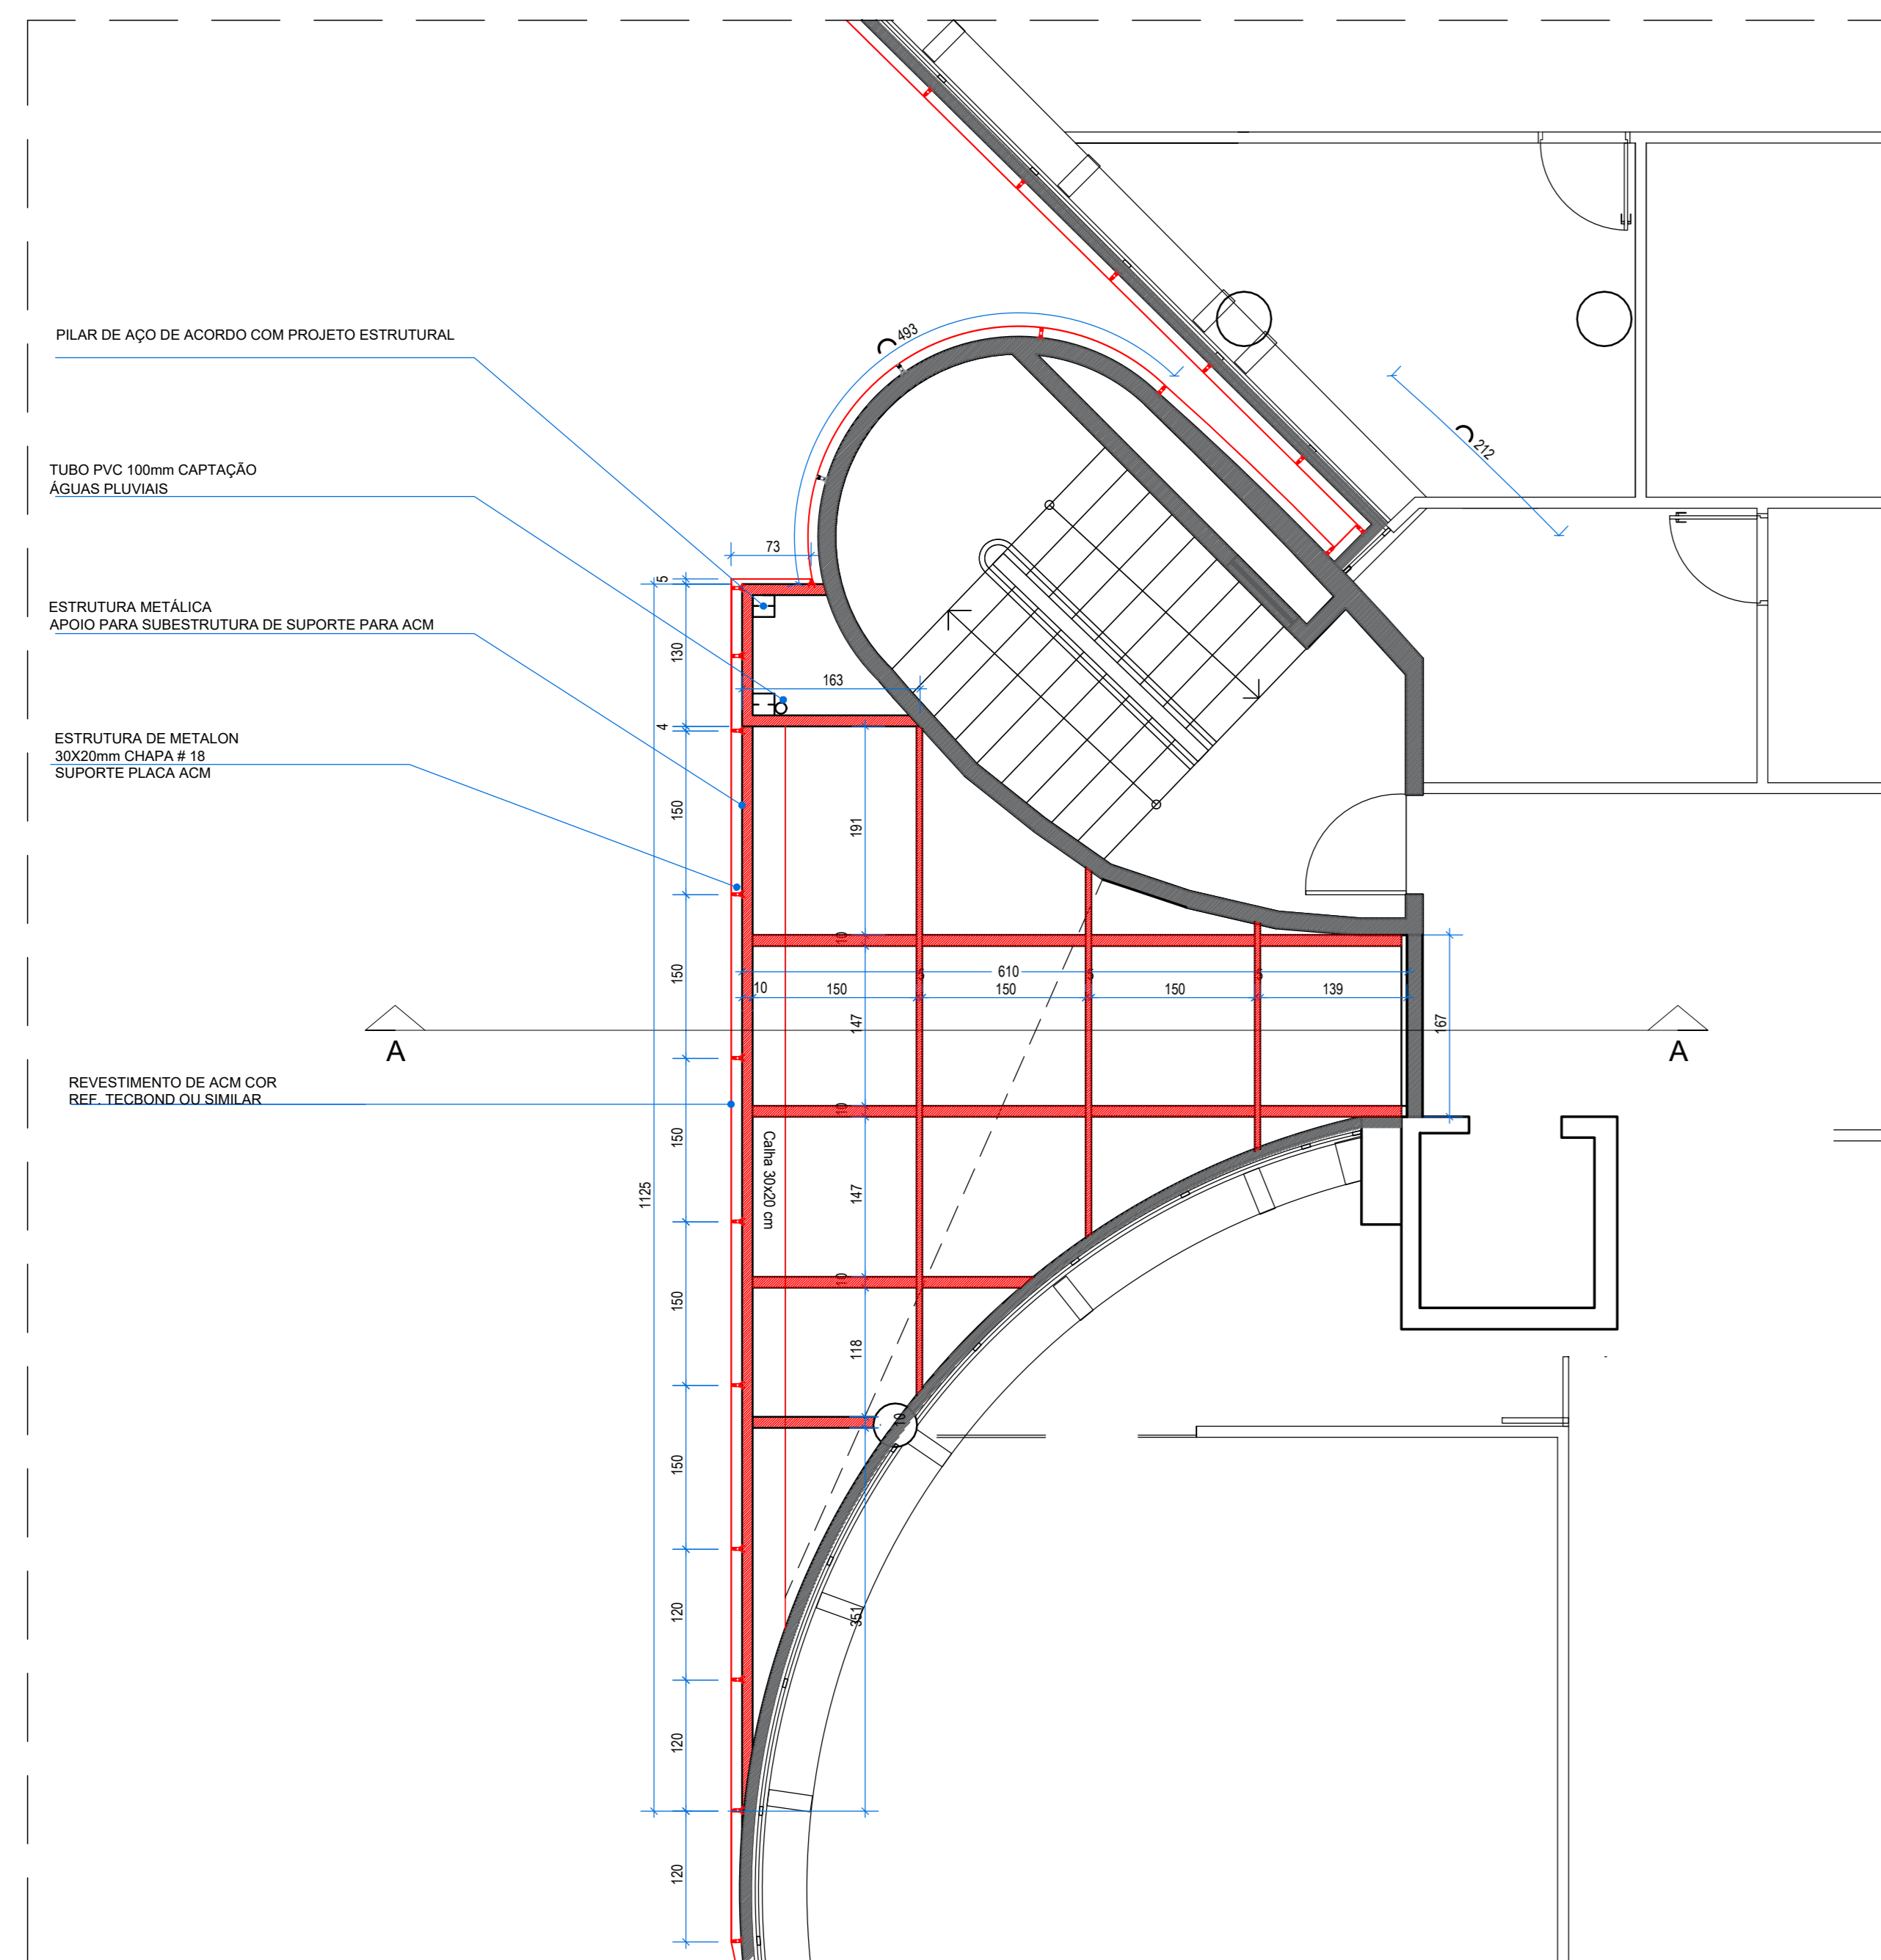 PILAR DE AÇO DE ACORDO COM PROJETO ESTRUTURAL
TUBO PVC 100mm CAPTAÇÃO
ÁGUAS PLUVIAIS
ESTRUTURA METÁLICA
APOIO PARA SUBESTRUTURA DE SUPORTE PARA ACM
ESTRUTURA DE METALON
30X20mm CHAPA # 18
SUPORTE PLACA ACM
REVESTIMENTO DE ACM COR
REF. TECBOND OU SIMILAR
493
212
73
5
130
163
4
150
191
10
150
610
5
5
5
10
150
150
150
139
147
167
A
A
10
150
Calha 30x20 cm
1125
147
10
150
118
10
150
120
351
120
120